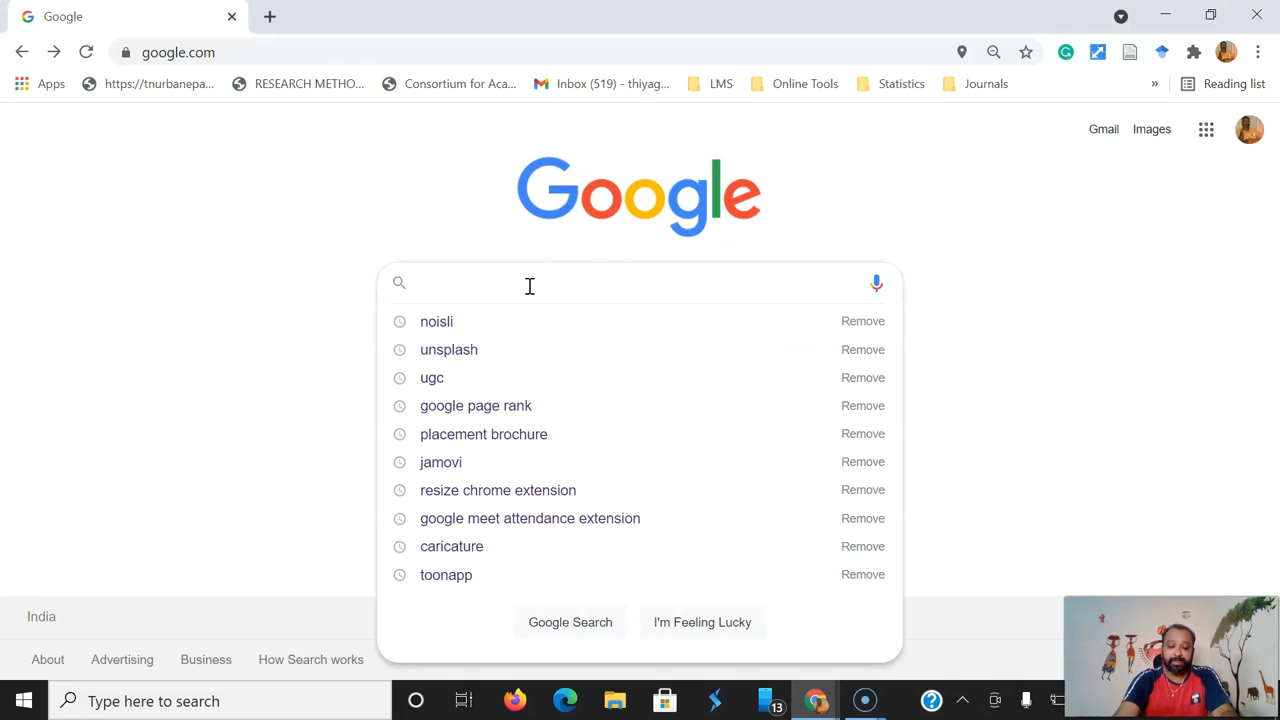 Google
google.com
Apps
https://tnurbanepa...
RESEARCH METHO...
Consortium for Aca...
Inbox (519) - thiyag...
LMS
Online Tools
Statistics
Journals
»
Reading list
Gmail
Images
Google
noisli
Remove
unsplash
Remove
ugc
Remove
google page rank
Remove
placement brochure
Remove
jamovi
Remove
resize chrome extension
Remove
google meet attendance extension
Remove
caricature
Remove
toonapp
Remove
Google Search
I'm Feeling Lucky
India
About
Advertising
Business
How Search works
Type here to search
13